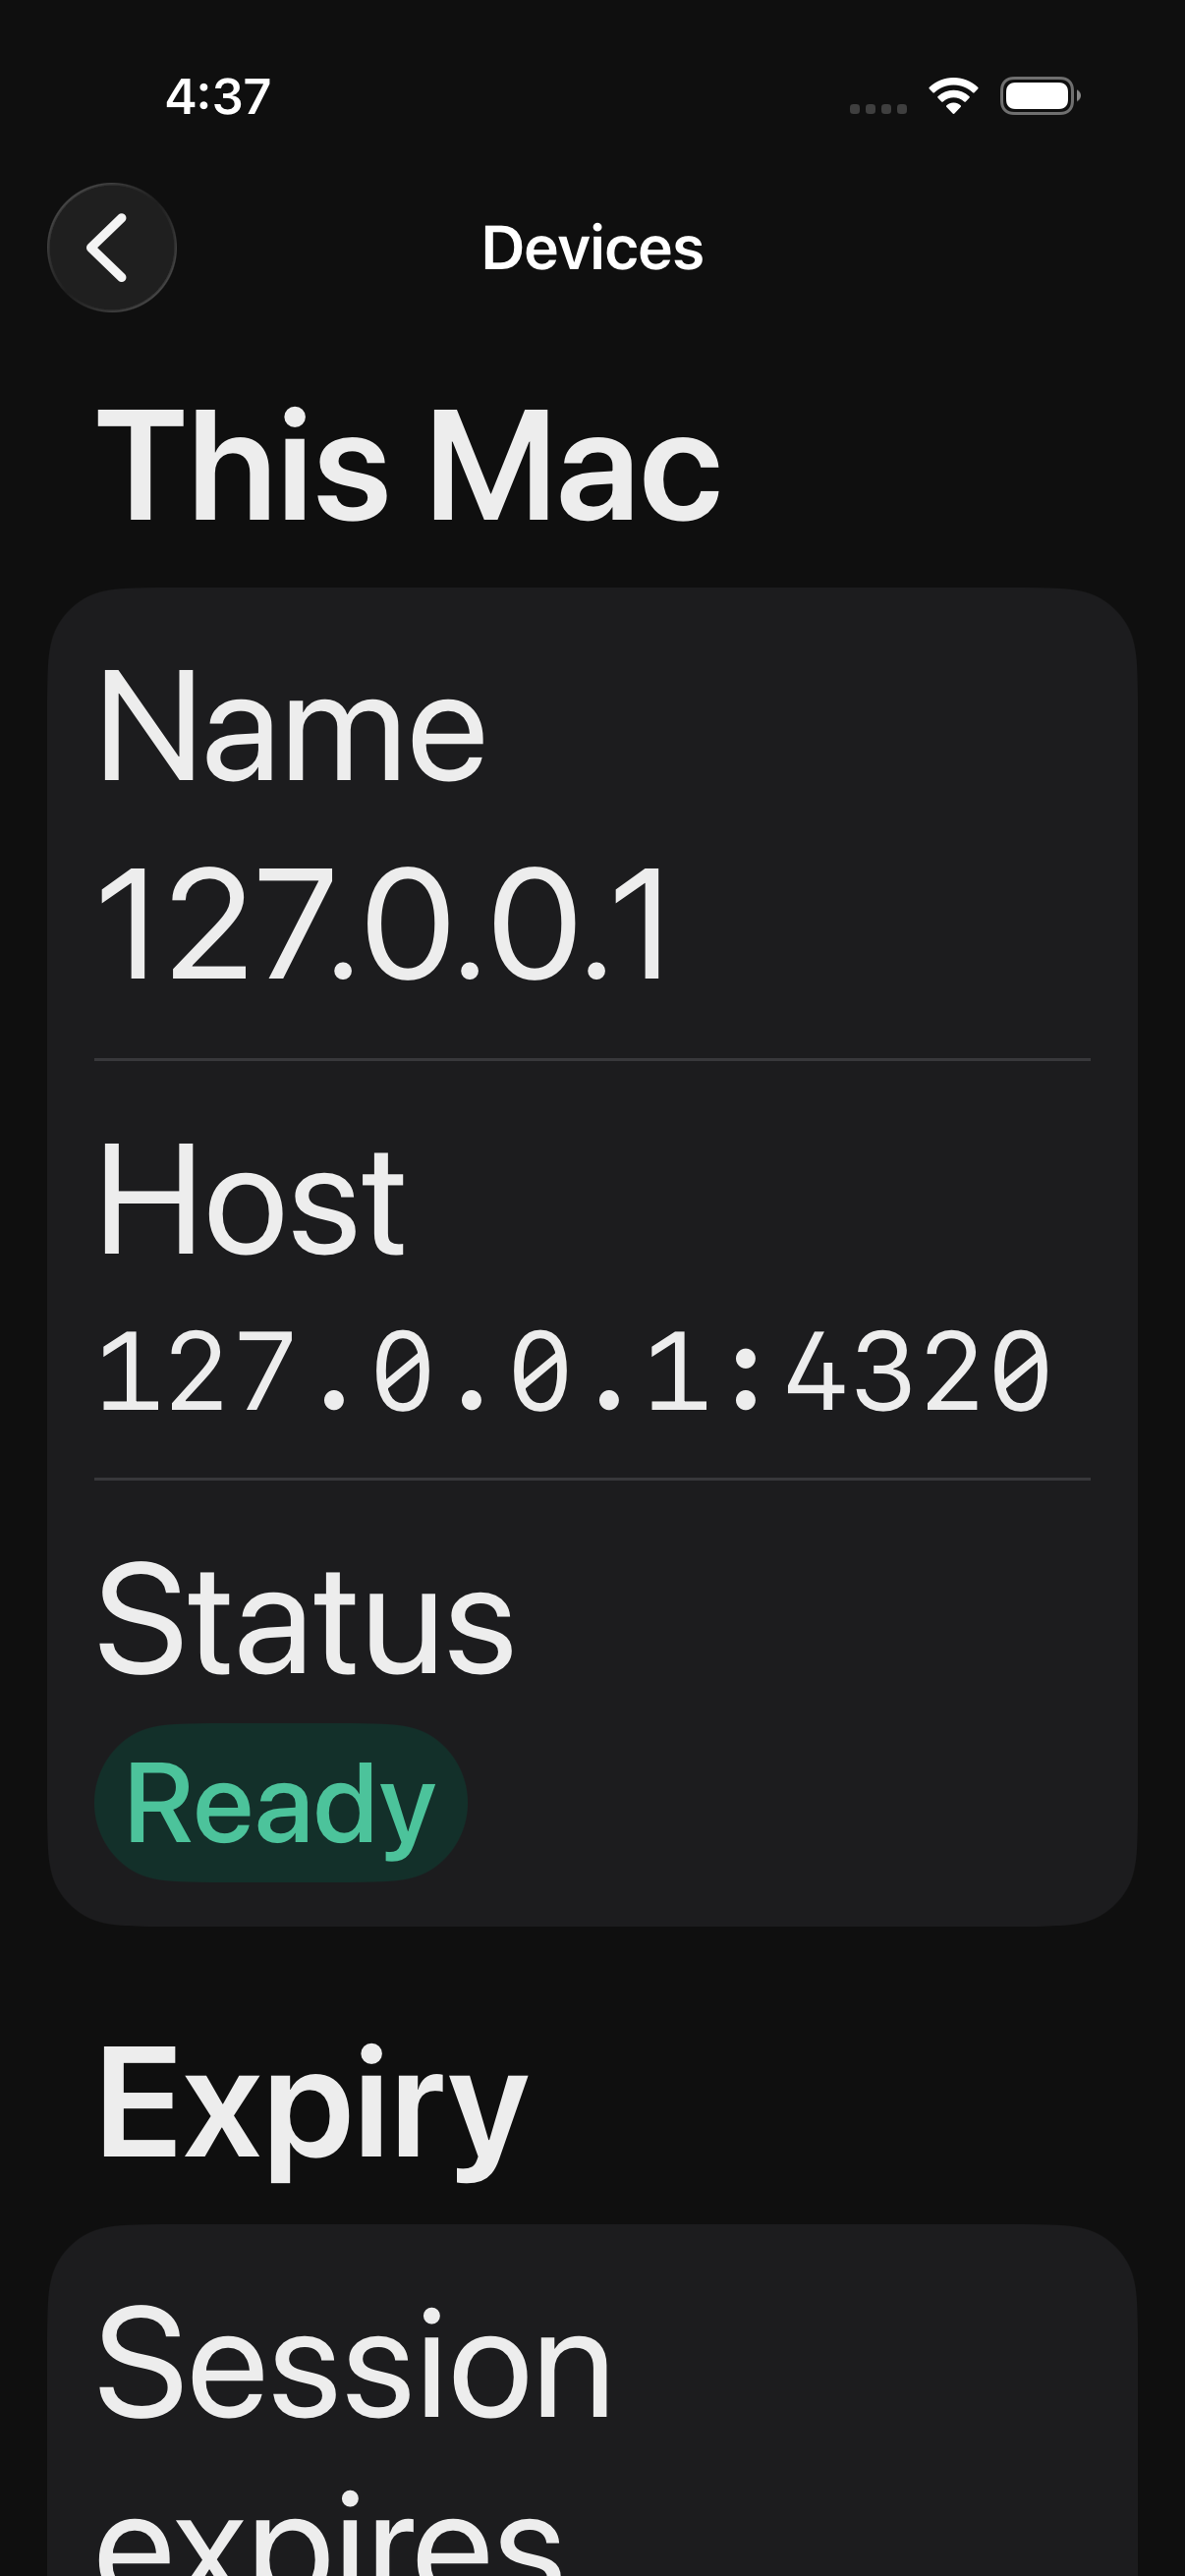 4:37
Devices
This Mac
Name
127.0.0.1
Host
127.0.0.1:4320
Status
Ready
Expiry
Session
expires